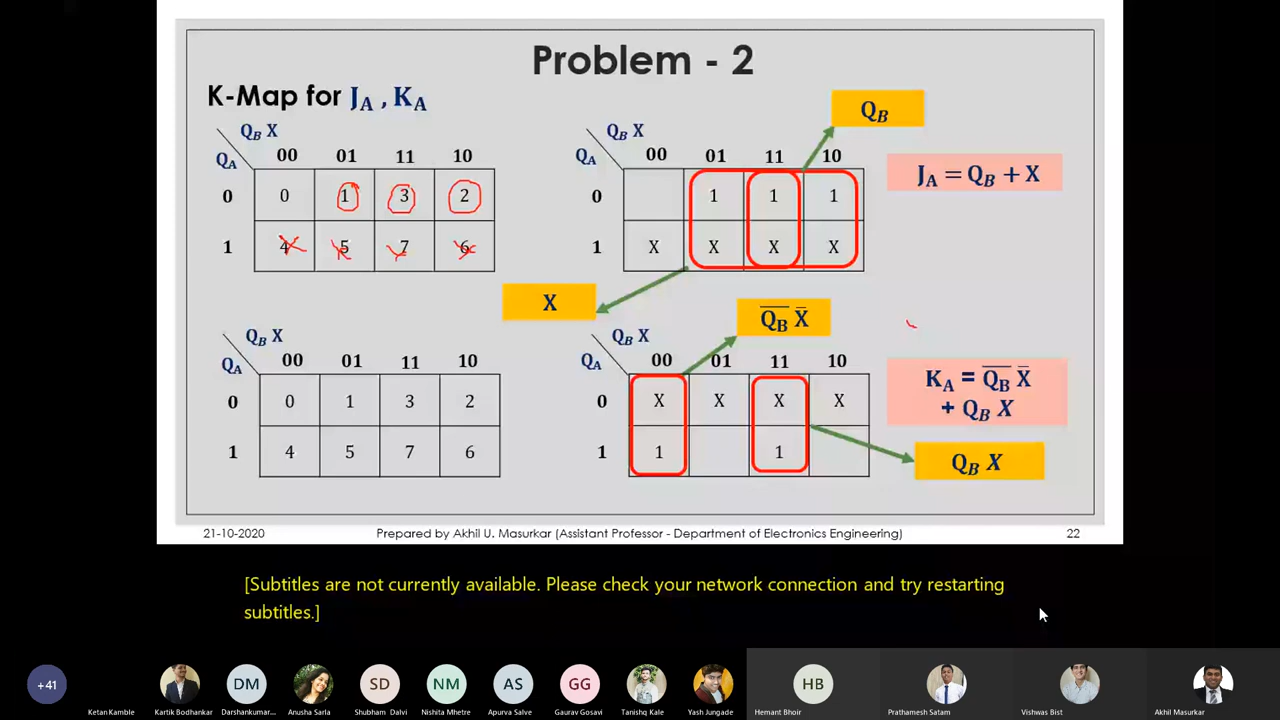 Problem - 2
K-Map for J_A , K_A
Q_B X
Q_A
00 01 11 10
0 0 1 3 2
1 4 5 7 6
Q_B X
Q_A
00 01 11 10
0 1 1 1
1 X X X X
Q_B
J_A = Q_B + X
X
Q_B X
Q_A
00 01 11 10
0 0 1 3 2
1 4 5 7 6
Q̅_B̅ X̅
Q_B X
Q_A
00 01 11 10
0 X X X X
1 1 1
K_A = Q̅_B̅ X̅
+ Q_B X
Q_B X
21-10-2020 Prepared by Akhil U. Masurkar (Assistant Professor - Department of Electronics Engineering) 22
[Subtitles are not currently available. Please check your network connection and try restarting
subtitles.]
+41 DM SD NM AS GG HB
Ketan Kamble Kartik Bodhankar Darshankumar... Anusha Sarla Shubham Dalvi Nishita Mhetre Apurva Salve Gaurav Gosavi Tanishq Kale Yash Jungade Hemant Bhoir Prathamesh Satam Vishwas Bist Akhil Masurkar